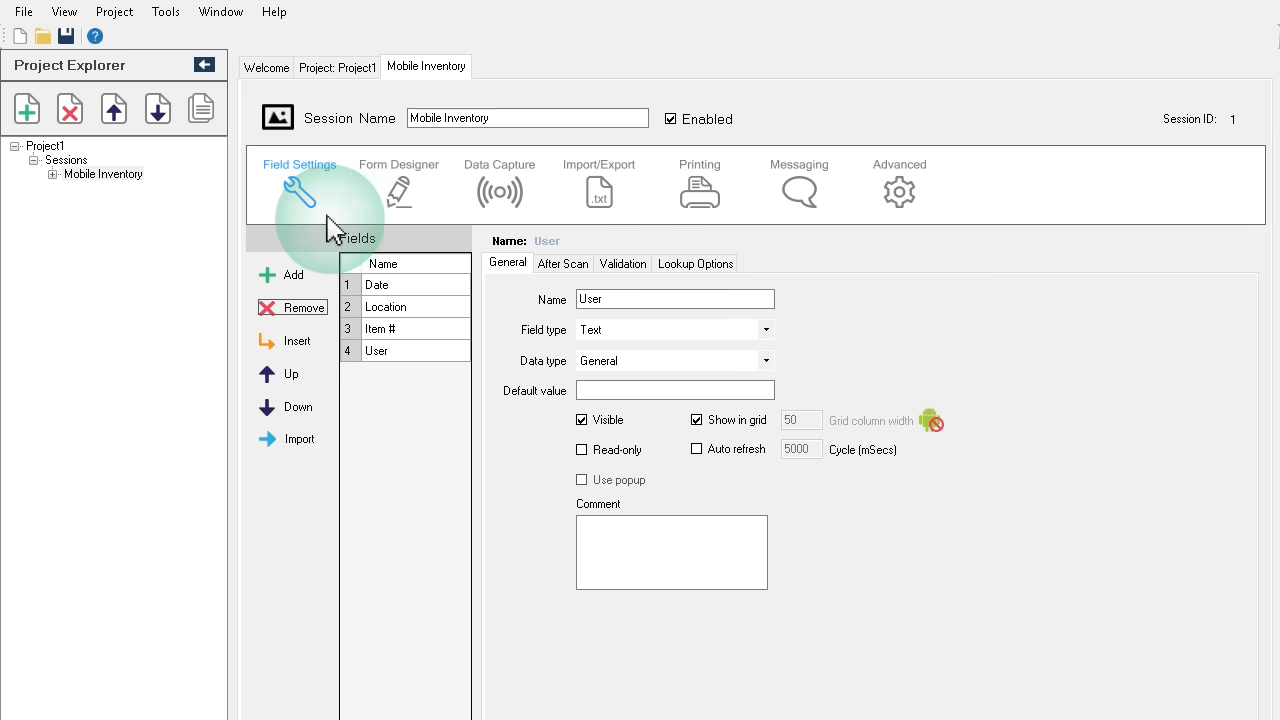 File View Project Tools Window Help
Project Explorer
Welcome Project: Project1 Mobile Inventory
Session Name Mobile Inventory Enabled Session ID: 1
Project1
Sessions
Mobile Inventory
Field Settings Form Designer Data Capture Import/Export Printing Messaging Advanced
.txt
Fields
Name: User
General After Scan Validation Lookup Options
Add
Remove
Insert
Up
Down
Import
Name
1 Date
2 Location
3 Item #
4 User
Name User
Field type Text
Data type General
Default value
Visible Show in grid 50 Grid column width
Read-only Auto refresh 5000 Cycle (mSecs)
Use popup
Comment